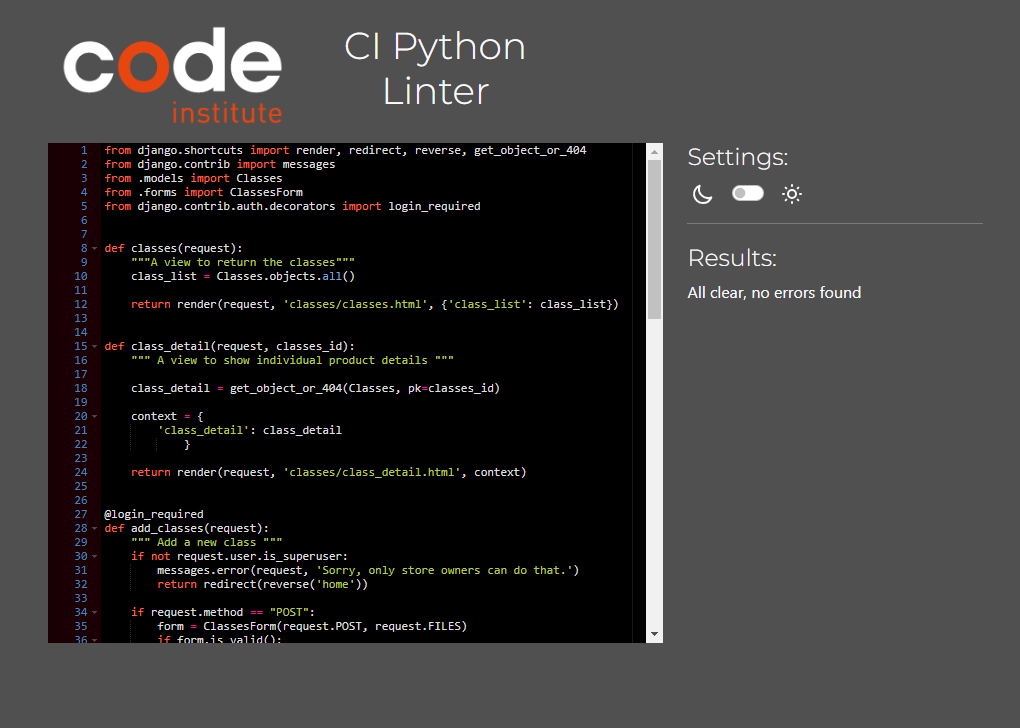 code
institute
CI Python
Linter
1 from django.shortcuts import render, redirect, reverse, get_object_or_404
2 from django.contrib import messages
3 from .models import Classes
4 from .forms import ClassesForm
5 from django.contrib.auth.decorators import login_required
6
7
8 def classes(request):
9     """A view to return the classes"""
10     class_list = Classes.objects.all()
11
12     return render(request, 'classes/classes.html', {'class_list': class_list})
13
14
15 def class_detail(request, classes_id):
16     """ A view to show individual product details """
17
18     class_detail = get_object_or_404(Classes, pk=classes_id)
19
20     context = {
21         'class_detail': class_detail
22             }
23
24     return render(request, 'classes/class_detail.html', context)
25
26
27 @login_required
28 def add_classes(request):
29     """ Add a new class """
30     if not request.user.is_superuser:
31         messages.error(request, 'Sorry, only store owners can do that.')
32         return redirect(reverse('home'))
33
34     if request.method == "POST":
35         form = ClassesForm(request.POST, request.FILES)
36         if form.is_valid():
Settings:
Results:
All clear, no errors found